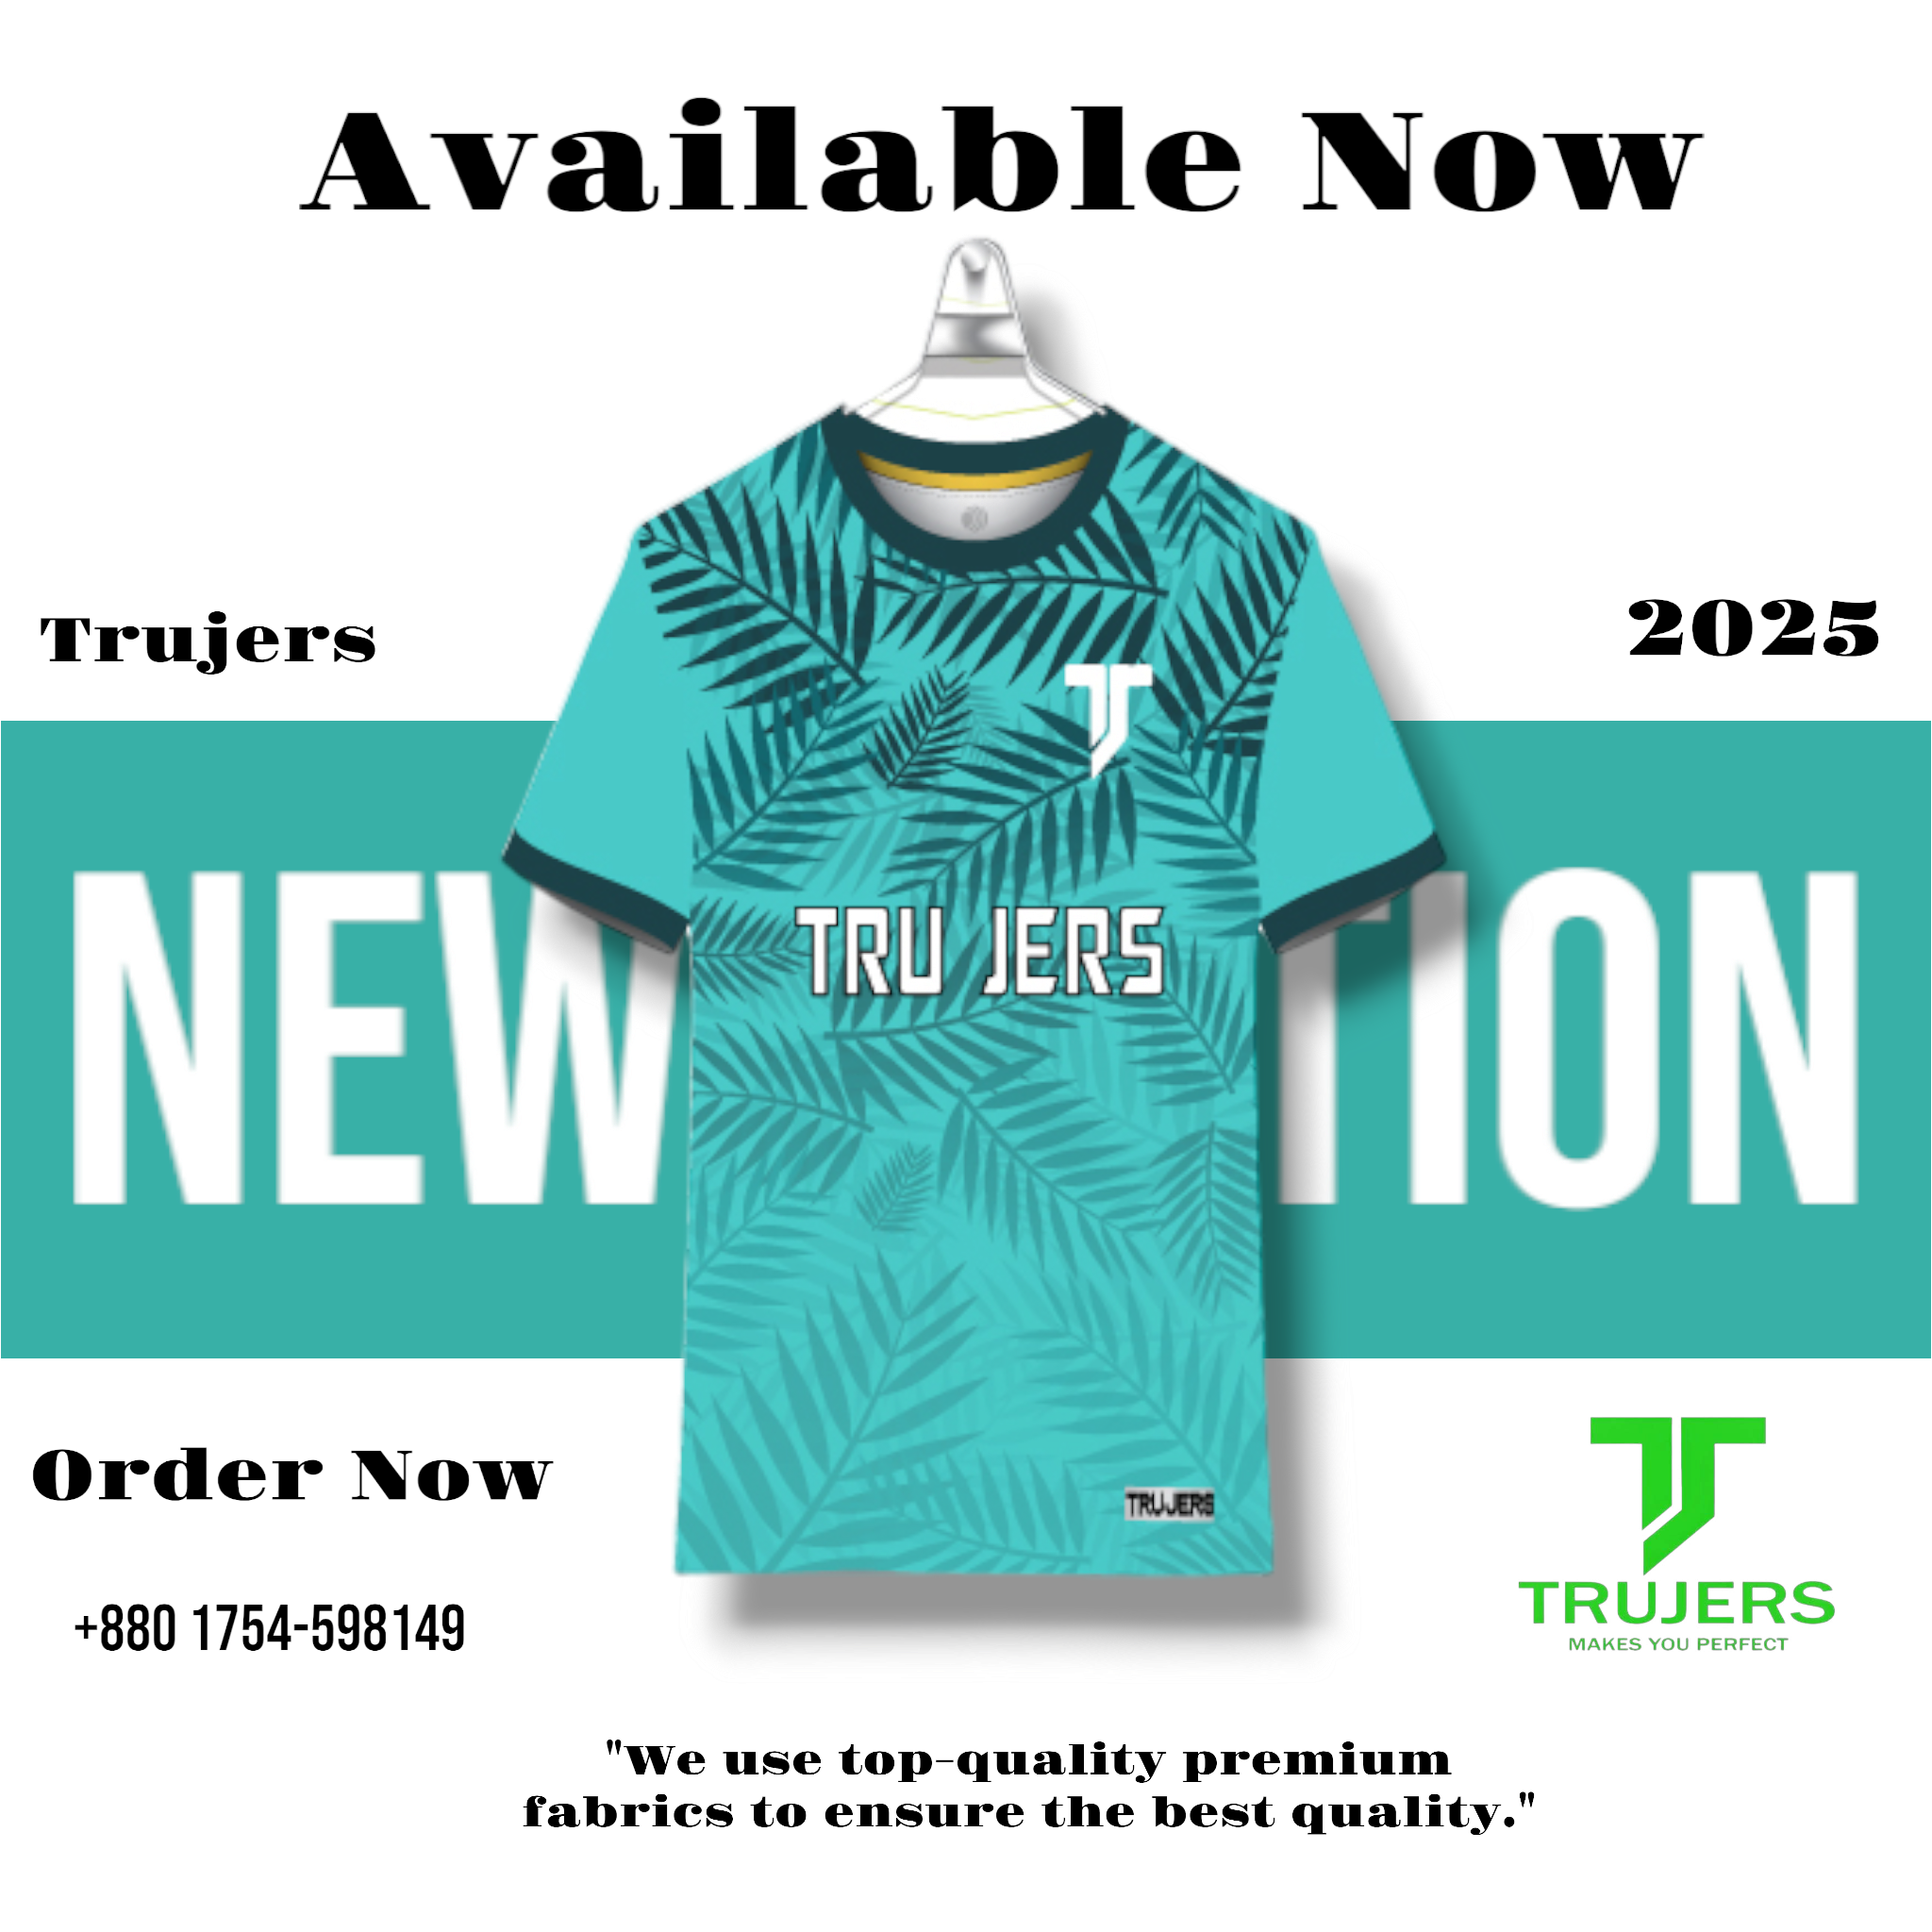 Available Now
Trujers
2025
NEW TION
TRU JERS
TRUJERS
Order Now
+880 1754-598149
TRUJERS
MAKES YOU PERFECT
"We use top-quality premium
fabrics to ensure the best quality."